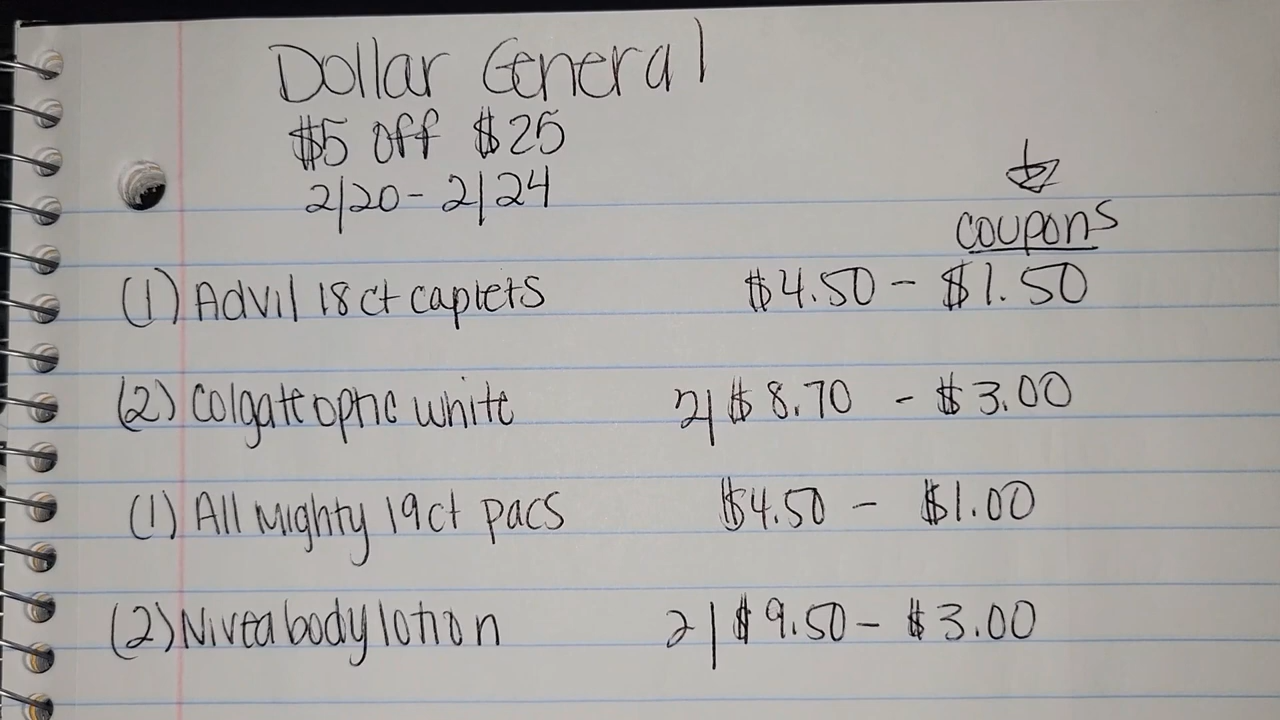 Dollar General
$5 off $25
2/20 - 2/24
coupons
(1) Advil 18ct caplets $4.50 - $1.50
(2) Colgate optic white 2/$8.70 - $3.00
(1) All Mighty 19ct pacs $4.50 - $1.00
(2) Nivea body lotion 2/$9.50 - $3.00